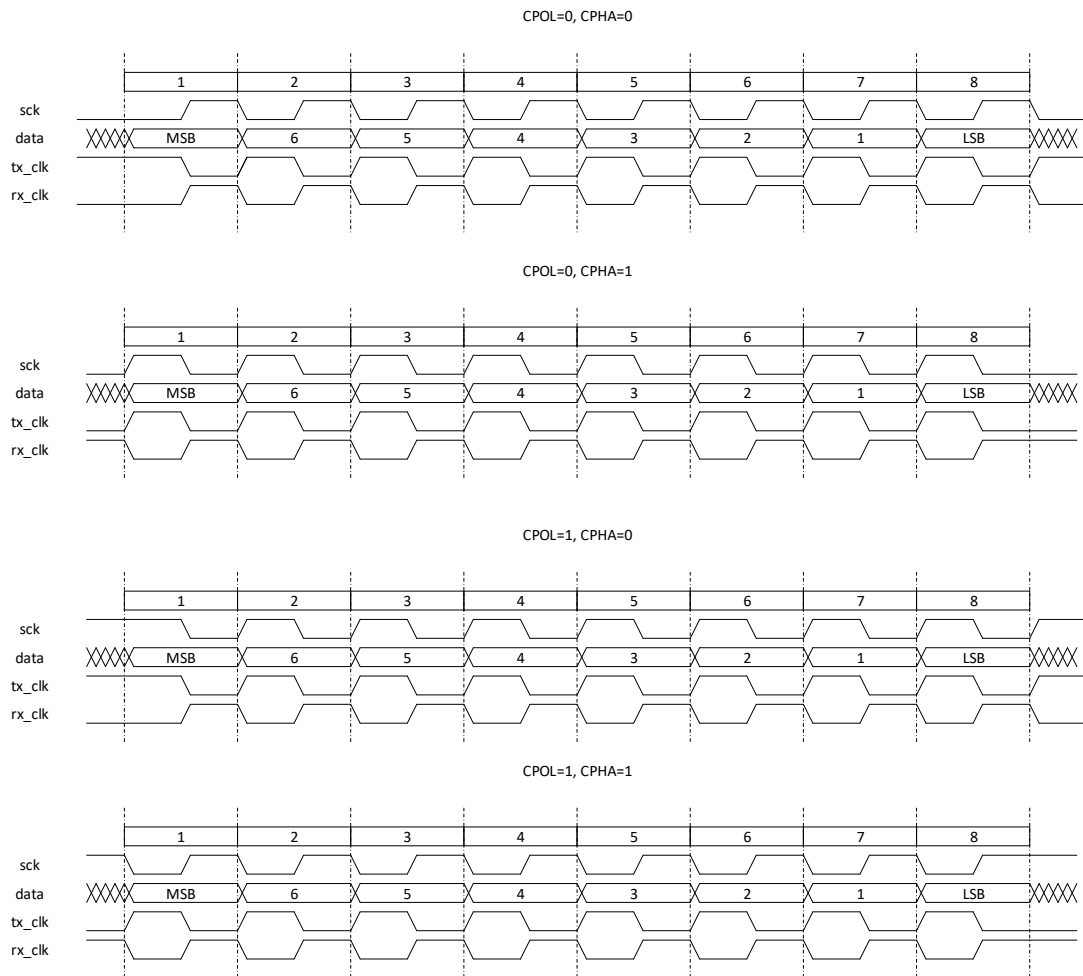 CPOL=0, CPHA=0
1 2 3 4 5 6 7 8
sck
data MSB 6 5 4 3 2 1 LSB
tx_clk
rx_clk
CPOL=0, CPHA=1
1 2 3 4 5 6 7 8
sck
data MSB 6 5 4 3 2 1 LSB
tx_clk
rx_clk
CPOL=1, CPHA=0
1 2 3 4 5 6 7 8
sck
data MSB 6 5 4 3 2 1 LSB
tx_clk
rx_clk
CPOL=1, CPHA=1
1 2 3 4 5 6 7 8
sck
data MSB 6 5 4 3 2 1 LSB
tx_clk
rx_clk